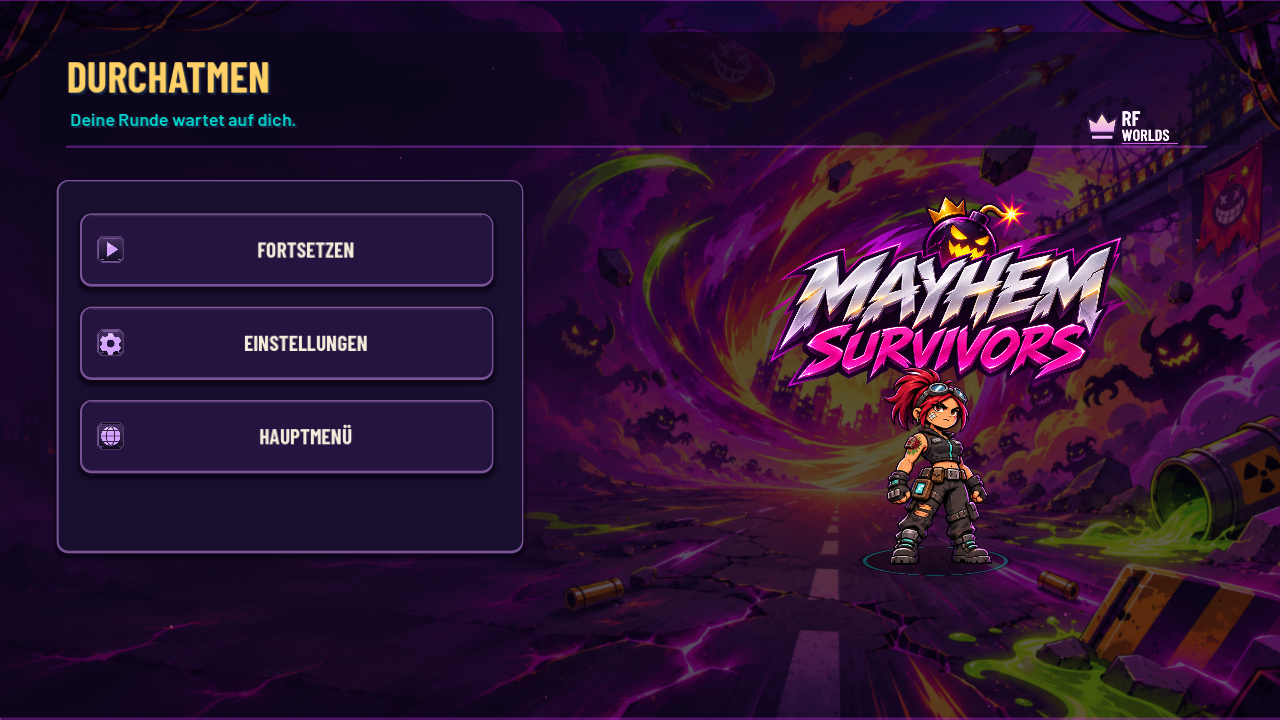 DURCHATMEN
Deine Runde wartet auf dich.
RF
WORLDS
FORTSETZEN
EINSTELLUNGEN
HAUPTMENÜ
MAYHEM
SURVIVORS